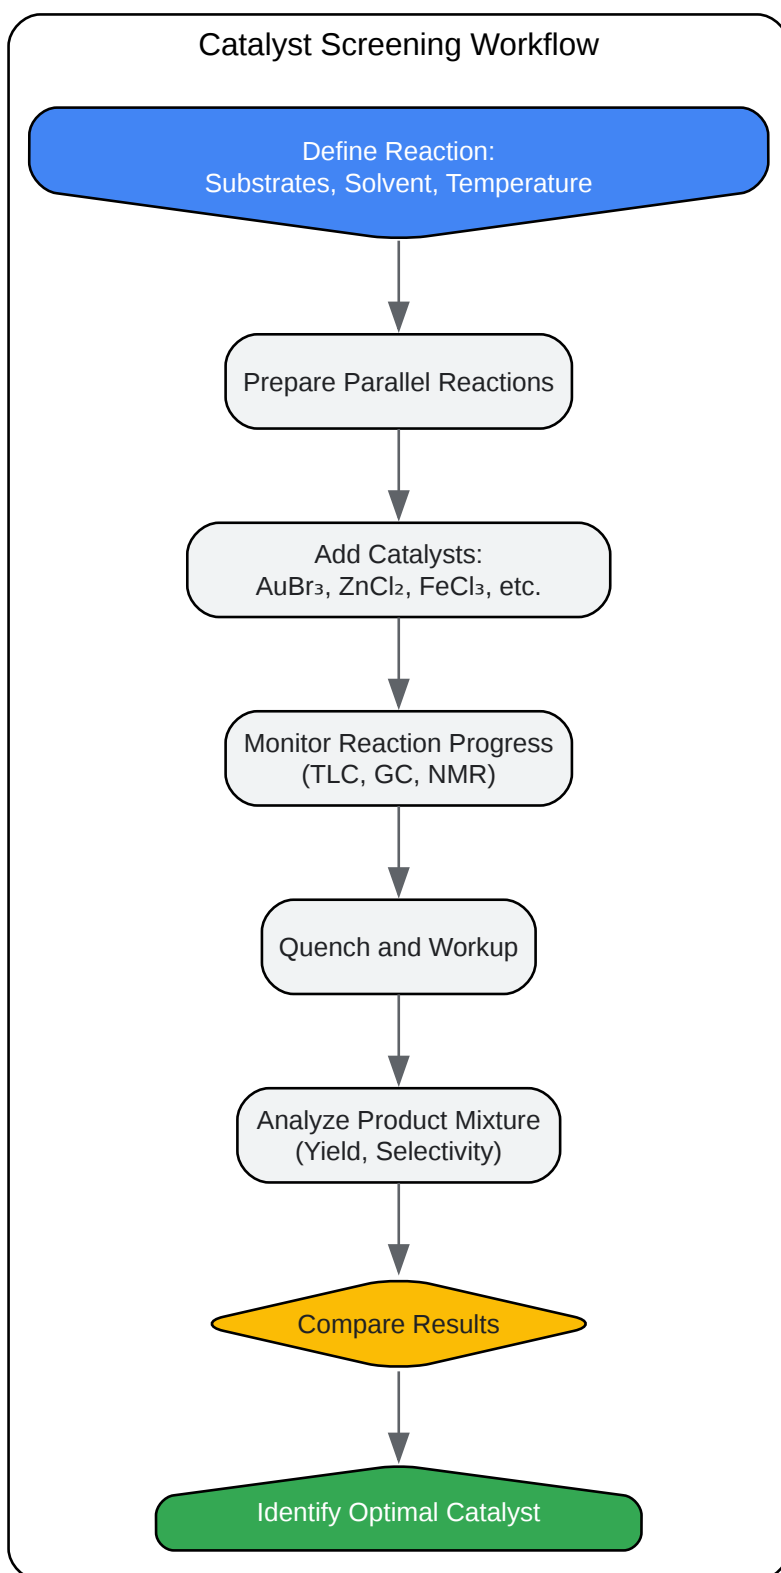 Catalyst Screening Workflow
Define Reaction:
Substrates, Solvent, Temperature
Prepare Parallel Reactions
Add Catalysts:
AuBr₃, ZnCl₂, FeCl₃, etc.
Monitor Reaction Progress
(TLC, GC, NMR)
Quench and Workup
Analyze Product Mixture
(Yield, Selectivity)
Compare Results
Identify Optimal Catalyst